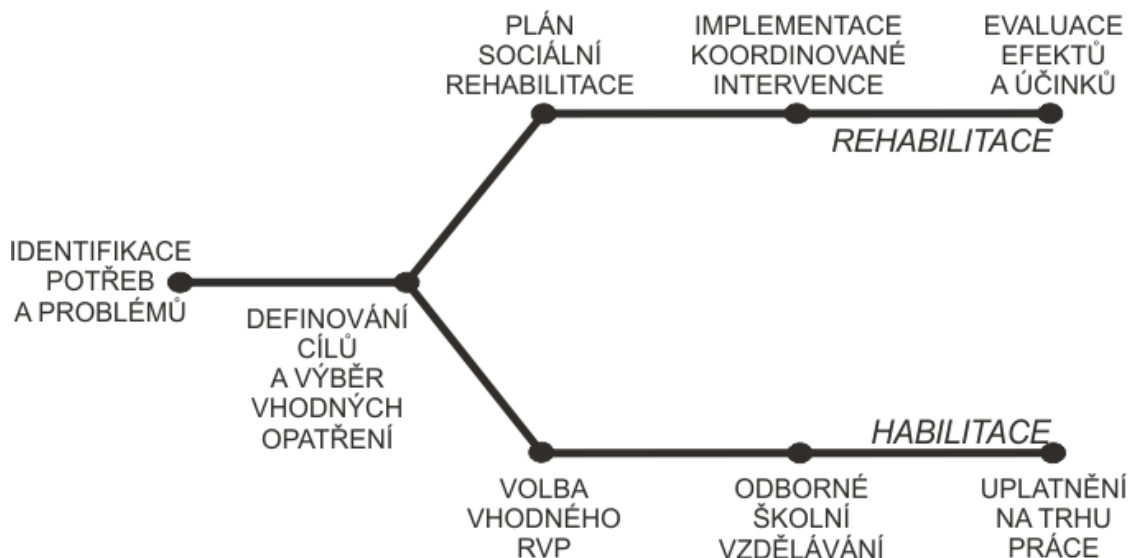 PLÁN
SOCIÁLNÍ
REHABILITACE
IMPLEMENTACE
KOORDINOVANÉ
INTERVENCE
EVALUACE
EFEKTŮ
A ÚČINKŮ
REHABILITACE
IDENTIFIKACE
POTŘEB
A PROBLÉMŮ
DEFINOVÁNÍ
CÍLŮ
A VÝBĚR
VHODNÝCH
OPATŘENÍ
HABILITACE
VOLBA
VHODNÉHO
RVP
ODBORNÉ
ŠKOLNÍ
VZDĚLÁVÁNÍ
UPLATNĚNÍ
NA TRHU
PRÁCE